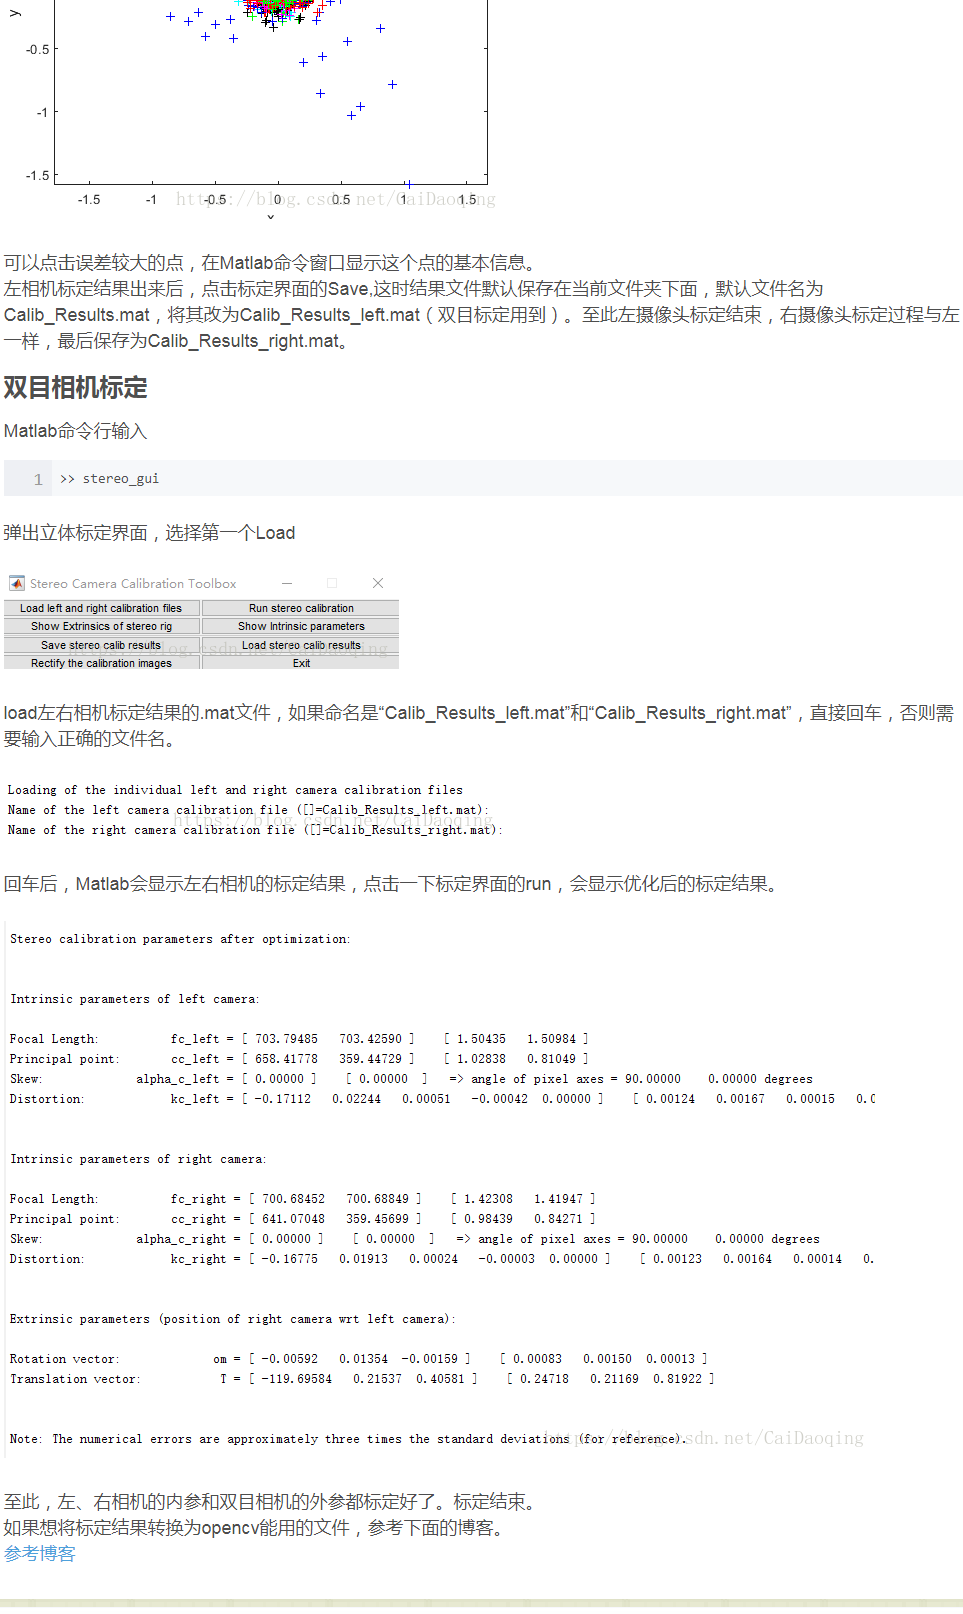 y
-0.5
-1
-1.5
-1.5 -1 -0.5 0 0.5 1 1.5
https://blog.csdn.net/CaiDaoqing
x
可以点击误差较大的点，在Matlab命令窗口显示这个点的基本信息。
左相机标定结果出来后，点击标定界面的Save,这时结果文件默认保存在当前文件夹下面，默认文件名为
Calib_Results.mat，将其改为Calib_Results_left.mat（双目标定用到）。至此左摄像头标定结束，右摄像头标定过程与左
一样，最后保存为Calib_Results_right.mat。
双目相机标定
Matlab命令行输入
1 >> stereo_gui
弹出立体标定界面，选择第一个Load
Stereo Camera Calibration Toolbox
Load left and right calibration files Run stereo calibration
Show Extrinsics of stereo rig Show Intrinsic parameters
Save stereo calib results Load stereo calib results
https://blog.csdn.net/CaiDaoqing
Rectify the calibration images Exit
load左右相机标定结果的.mat文件，如果命名是“Calib_Results_left.mat”和“Calib_Results_right.mat”，直接回车，否则需
要输入正确的文件名。
Loading of the individual left and right camera calibration files
Name of the left camera calibration file ([]=Calib_Results_left.mat):
https://blog.csdn.net/CaiDaoqing
Name of the right camera calibration file ([]=Calib_Results_right.mat):
回车后，Matlab会显示左右相机的标定结果，点击一下标定界面的run，会显示优化后的标定结果。
Stereo calibration parameters after optimization:
Intrinsic parameters of left camera:
Focal Length: fc_left = [ 703.79485 703.42590 ] [ 1.50435 1.50984 ]
Principal point: cc_left = [ 658.41778 359.44729 ] [ 1.02838 0.81049 ]
Skew: alpha_c_left = [ 0.00000 ] [ 0.00000 ] => angle of pixel axes = 90.00000 0.00000 degrees
Distortion: kc_left = [ -0.17112 0.02244 0.00051 -0.00042 0.00000 ] [ 0.00124 0.00167 0.00015 0.0
Intrinsic parameters of right camera:
Focal Length: fc_right = [ 700.68452 700.68849 ] [ 1.42308 1.41947 ]
Principal point: cc_right = [ 641.07048 359.45699 ] [ 0.98439 0.84271 ]
Skew: alpha_c_right = [ 0.00000 ] [ 0.00000 ] => angle of pixel axes = 90.00000 0.00000 degrees
Distortion: kc_right = [ -0.16775 0.01913 0.00024 -0.00003 0.00000 ] [ 0.00123 0.00164 0.00014 0.
Extrinsic parameters (position of right camera wrt left camera):
Rotation vector: om = [ -0.00592 0.01354 -0.00159 ] [ 0.00083 0.00150 0.00013 ]
Translation vector: T = [ -119.69584 0.21537 0.40581 ] [ 0.24718 0.21169 0.81922 ]
Note: The numerical errors are approximately three times the standard deviations (for reference).
https://blog.csdn.net/CaiDaoqing
至此，左、右相机的内参和双目相机的外参都标定好了。标定结束。
如果想将标定结果转换为opencv能用的文件，参考下面的博客。
参考博客